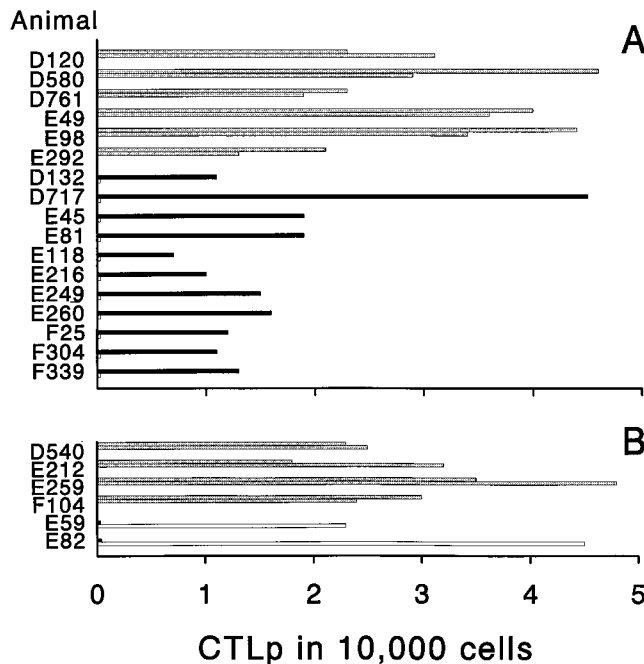 Animal
A
D120
D580
D761
E49
E98
E292
D132
D717
E45
E81
E118
E216
E249
E260
F25
F304
F339
B
D540
E212
E259
F104
E59
E82
0 1 2 3 4 5
CTLp in 10,000 cells